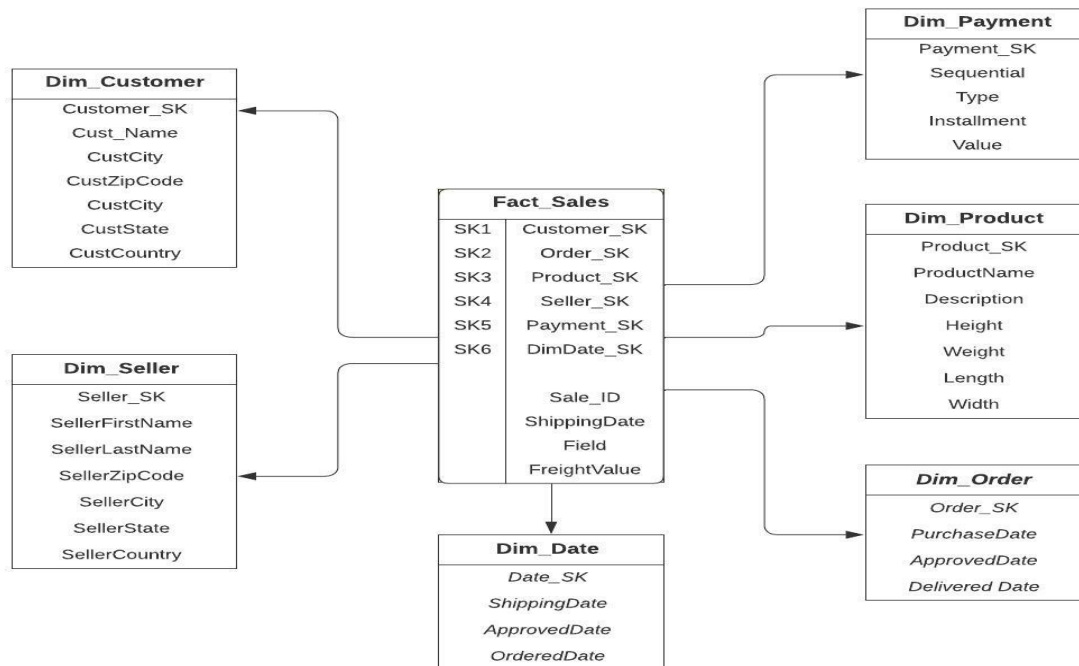 Dim_Customer
Customer_SK
Cust_Name
CustCity
CustZipCode
CustCity
CustState
CustCountry
Dim_Seller
Seller_SK
SellerFirstName
SellerLastName
SellerZipCode
SellerCity
SellerState
SellerCountry
Fact_Sales
SK1 Customer_SK
SK2 Order_SK
SK3 Product_SK
SK4 Seller_SK
SK5 Payment_SK
SK6 DimDate_SK
Sale_ID
ShippingDate
Field
FreightValue
Dim_Date
Date_SK
ShippingDate
ApprovedDate
OrderedDate
Dim_Payment
Payment_SK
Sequential
Type
Installment
Value
Dim_Product
Product_SK
ProductName
Description
Height
Weight
Length
Width
Dim_Order
Order_SK
PurchaseDate
ApprovedDate
Delivered Date